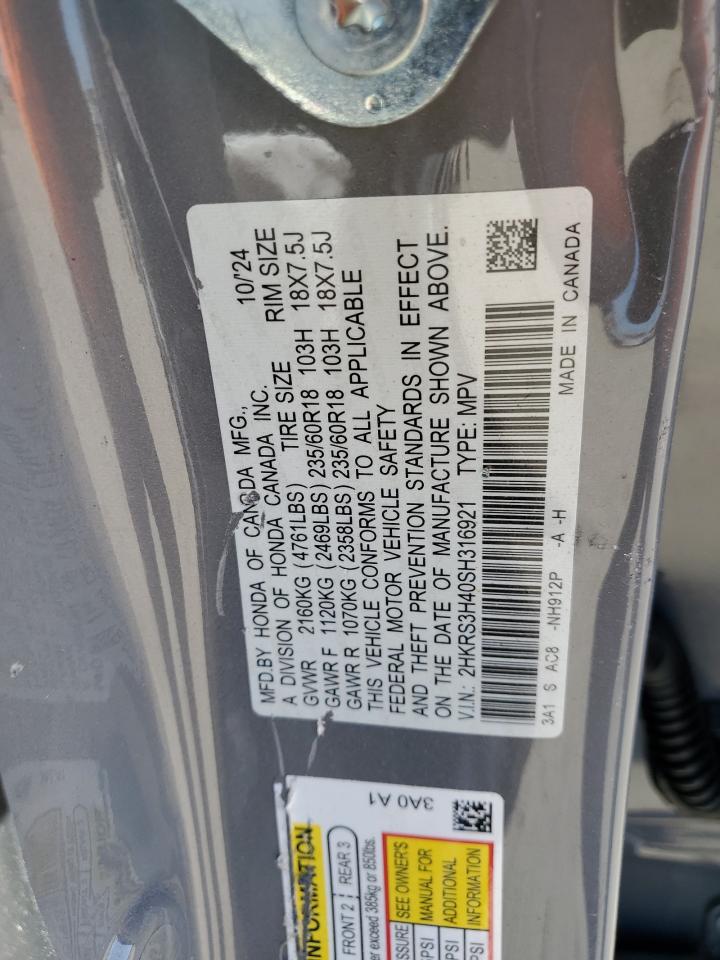 MFD.BY HONDA OF CANADA MFG., 10/24
A DIVISION OF HONDA CANADA INC.
TIRE SIZE RIM SIZE
GVWR 2160KG (4761LBS)
GAWR F 1120KG (2469LBS) 235/60R18 103H 18X7.5J
GAWR R 1070KG (2358LBS) 235/60R18 103H 18X7.5J
THIS VEHICLE CONFORMS TO ALL APPLICABLE
FEDERAL MOTOR VEHICLE SAFETY
AND THEFT PREVENTION STANDARDS IN EFFECT
ON THE DATE OF MANUFACTURE SHOWN ABOVE.
V.I.N.: 2HKRS3H40SH316921 TYPE: MPV
3A1 S AC8 -NH912P -A -H
MADE IN CANADA
3A0 A1
FRONT 2 REAR 3
exceed 385kg or 850lbs.
SEE OWNER'S
MANUAL FOR
ADDITIONAL
INFORMATION